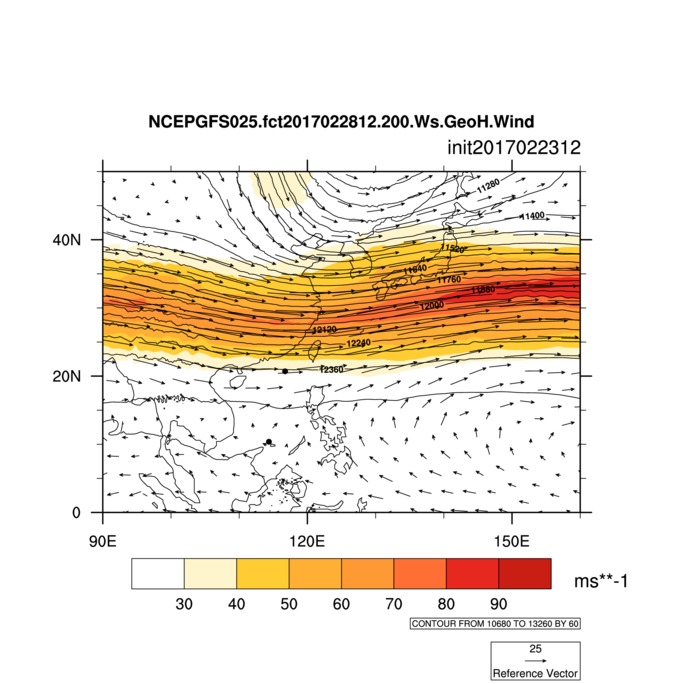 NCEPGFS025.fct2017022812.200.Ws.GeoH.Wind
init2017022312
11280
11400
40N
11520
11640
11760
11880
12000
12120
12240
12360
20N
0
90E 120E 150E
ms**-1
30 40 50 60 70 80 90
CONTOUR FROM 10680 TO 13260 BY 60
25
Reference Vector